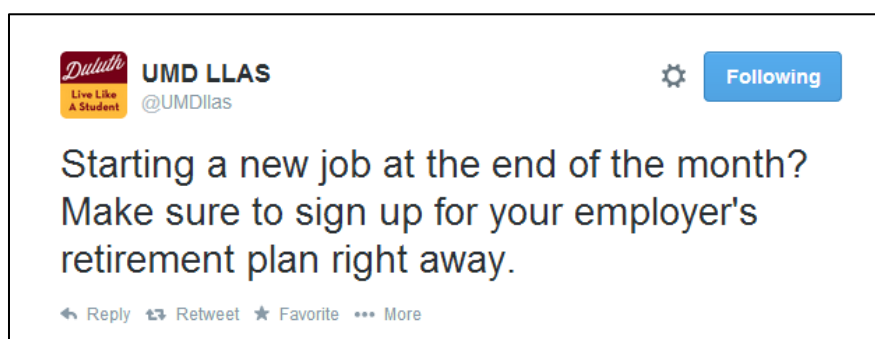 Duluth
Live Like
A Student
UMD LLAS
@UMDllas
Following
Starting a new job at the end of the month?
Make sure to sign up for your employer's
retirement plan right away.
Reply Retweet Favorite More